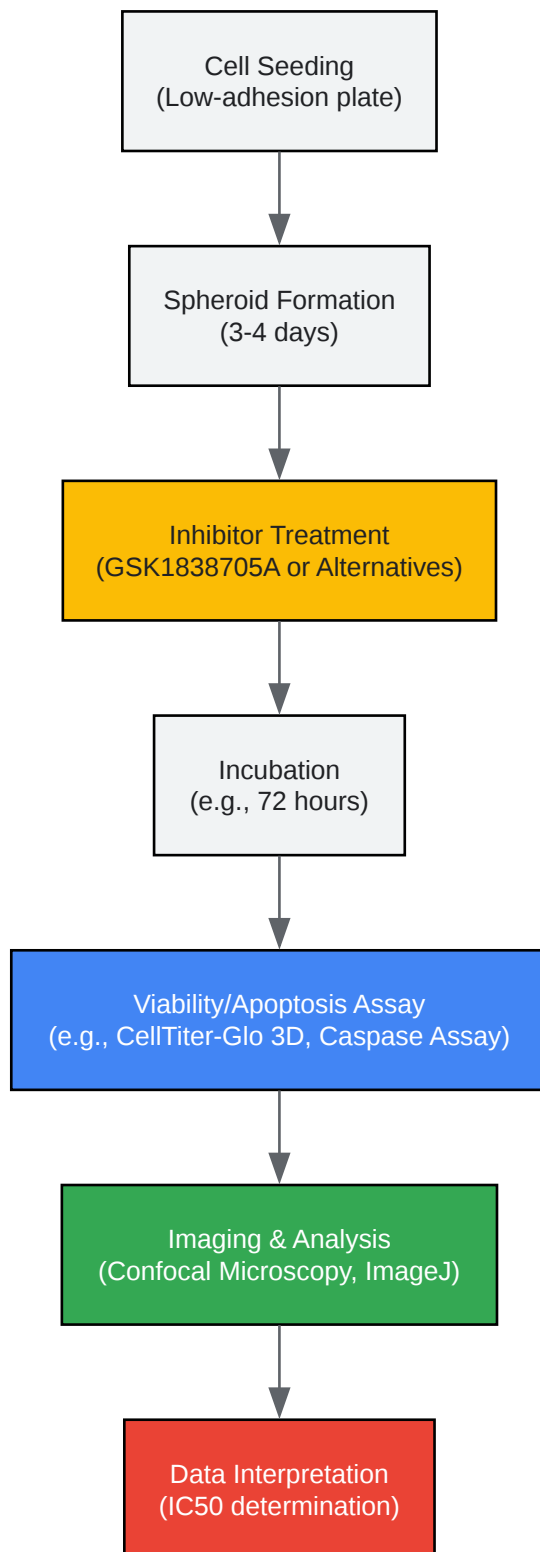 Cell Seeding
(Low-adhesion plate)
Spheroid Formation
(3-4 days)
Inhibitor Treatment
(GSK1838705A or Alternatives)
Incubation
(e.g., 72 hours)
Viability/Apoptosis Assay
(e.g., CellTiter-Glo 3D, Caspase Assay)
Imaging & Analysis
(Confocal Microscopy, ImageJ)
Data Interpretation
(IC50 determination)